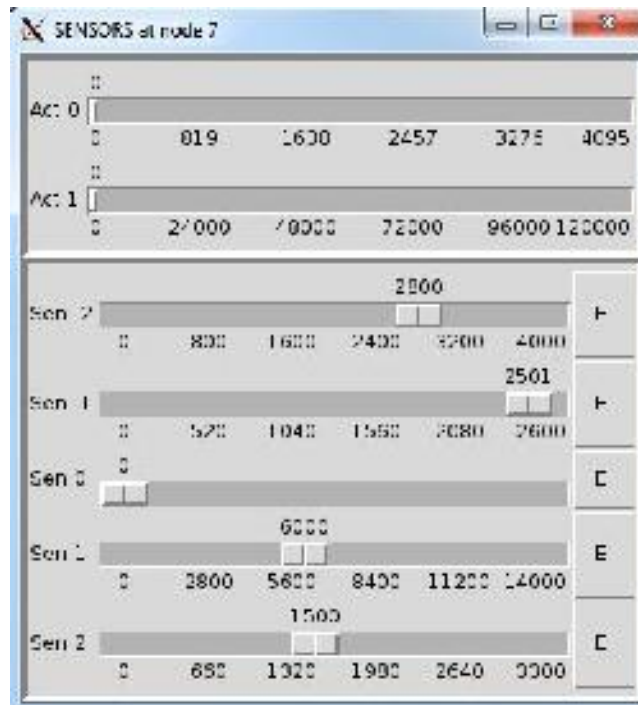 SENSORS at node 7
0
Act 0
0 819 1638 2457 3276 4095
0
Act 1
0 24000 48000 72000 96000 120000
2800
Sen -2
0 800 1600 2400 3200 4000
2501
Sen -1
0 520 1040 1560 2080 2600
0
Sen 0
6000
Sen 1
0 2800 5600 8400 11200 14000
1500
Sen 2
0 660 1320 1980 2640 3300